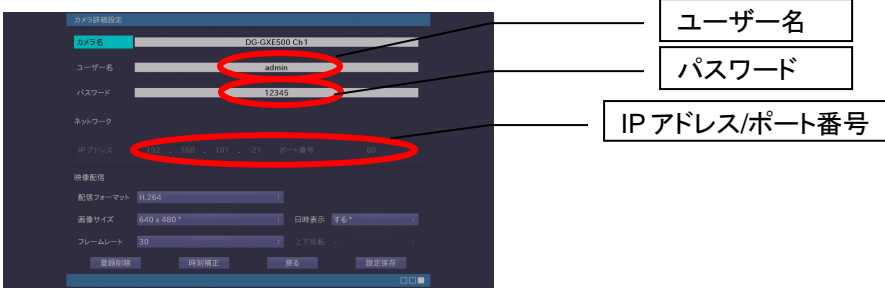 カメラ詳細設定
カメラ名 DG-GXE500 Ch1
ユーザー名 admin
パスワード 12345
ネットワーク
IP アドレス 192 . 168 . 101 . 21 ポート番号 80
映像配信
配信フォーマット H.264
画像サイズ 640 x 480 * 日時表示 する *
フレームレート 30 上下反転 --
登録削除 時刻補正 戻る 設定保存
ユーザー名
パスワード
IP アドレス/ポート番号